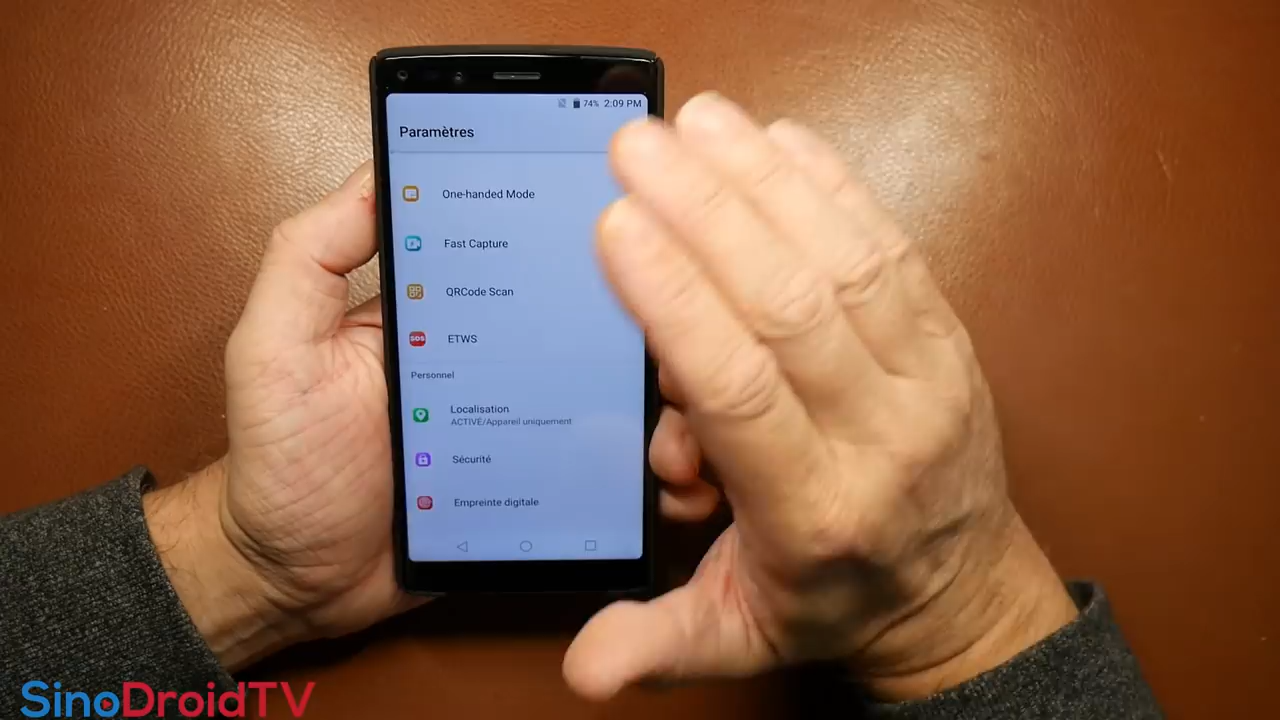 74% 2:09 PM
Paramètres
One-handed Mode
Fast Capture
QRCode Scan
SOS
ETWS
Personnel
Localisation
ACTIVÉ/Appareil uniquement
Sécurité
Empreinte digitale
SinoDroidTV